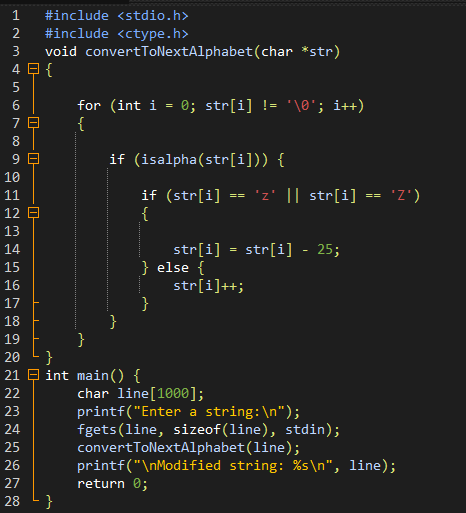 1 #include <stdio.h>
2 #include <ctype.h>
3 void convertToNextAlphabet(char *str)
4 {
5
6     for (int i = 0; str[i] != '\0'; i++)
7     {
8
9         if (isalpha(str[i])) {
10
11             if (str[i] == 'z' || str[i] == 'Z')
12             {
13
14                 str[i] = str[i] - 25;
15             } else {
16                 str[i]++;
17             }
18         }
19     }
20 }
21 int main() {
22     char line[1000];
23     printf("Enter a string:\n");
24     fgets(line, sizeof(line), stdin);
25     convertToNextAlphabet(line);
26     printf("\nModified string: %s\n", line);
27     return 0;
28 }